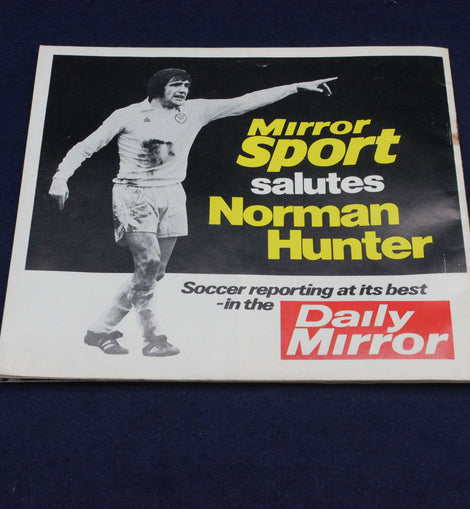 Mirror
sport
salutes
Norman
Hunter
Soccer reporting at its best
-in the
Daily
Mirror